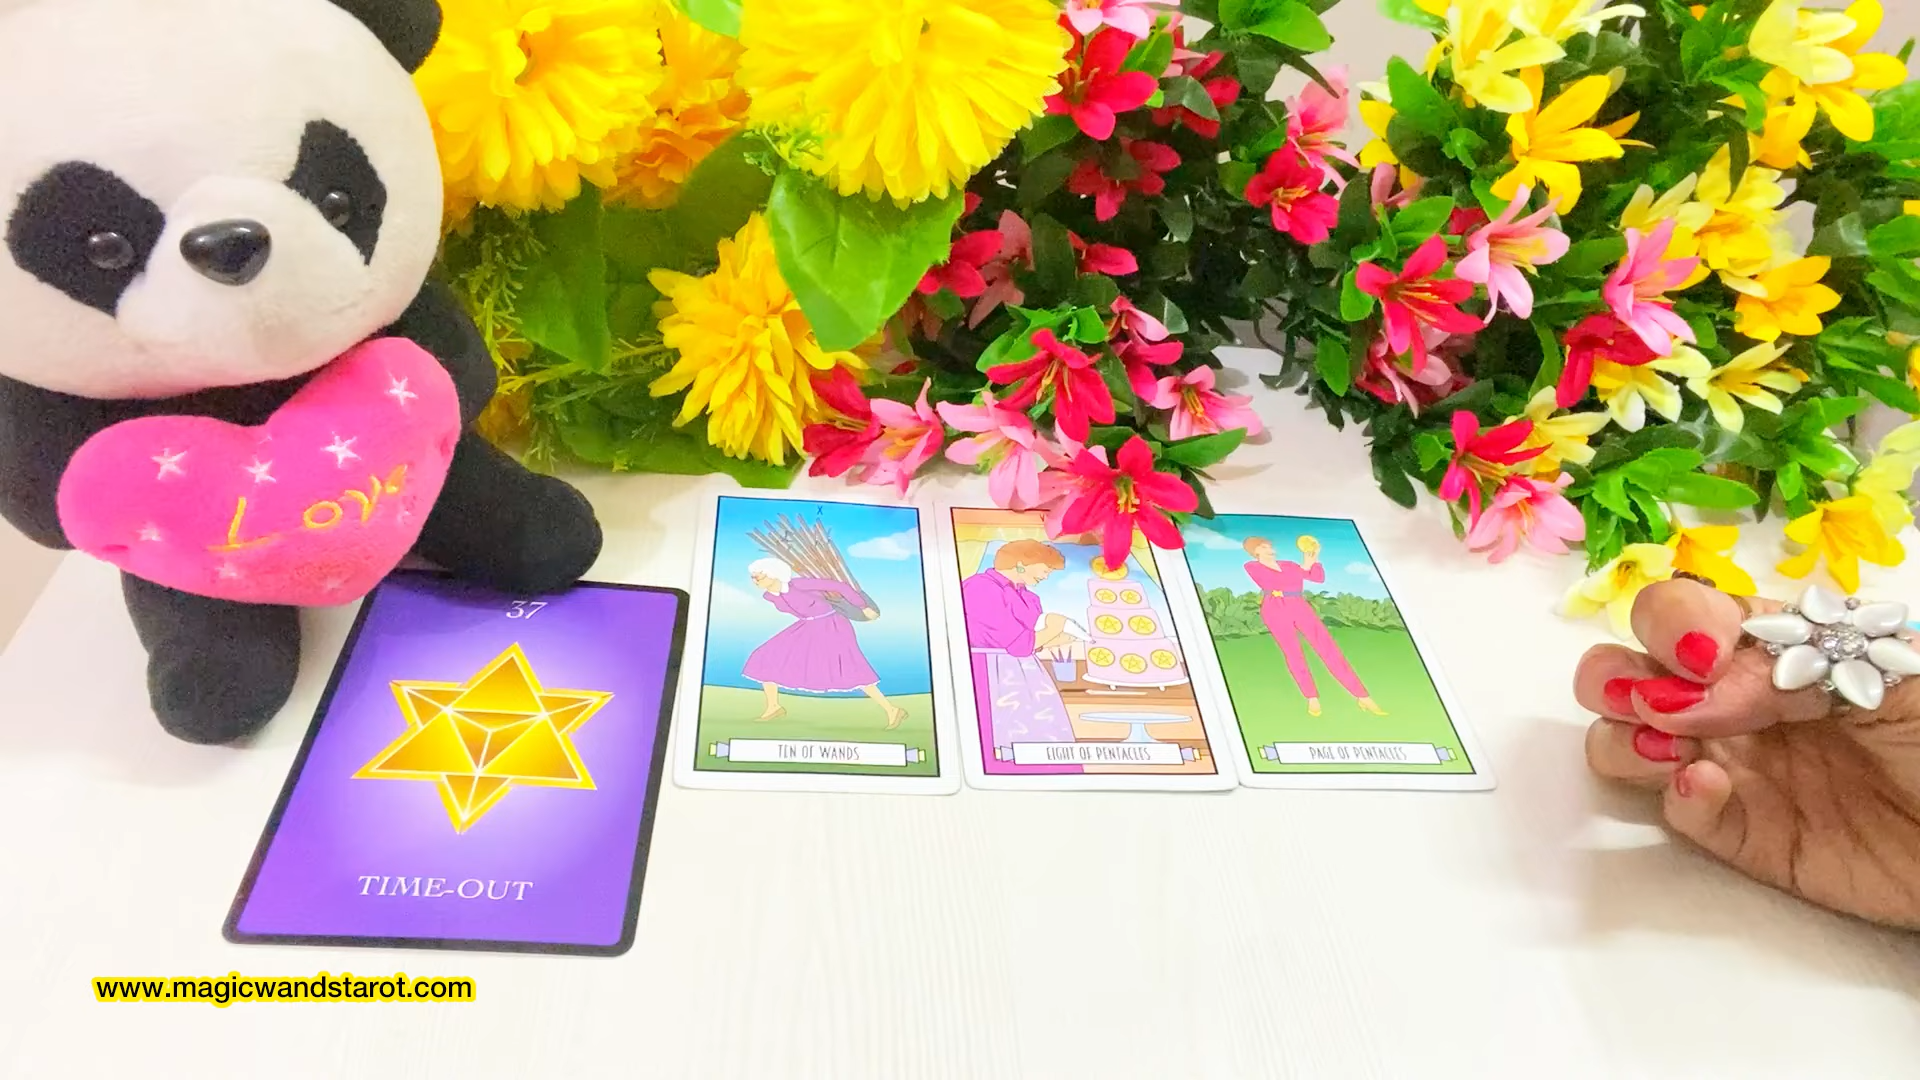 Love
37
TIME-OUT
X
TEN OF WANDS
EIGHT OF PENTACLES
PAGE OF PENTACLES
www.magicwandstarot.com